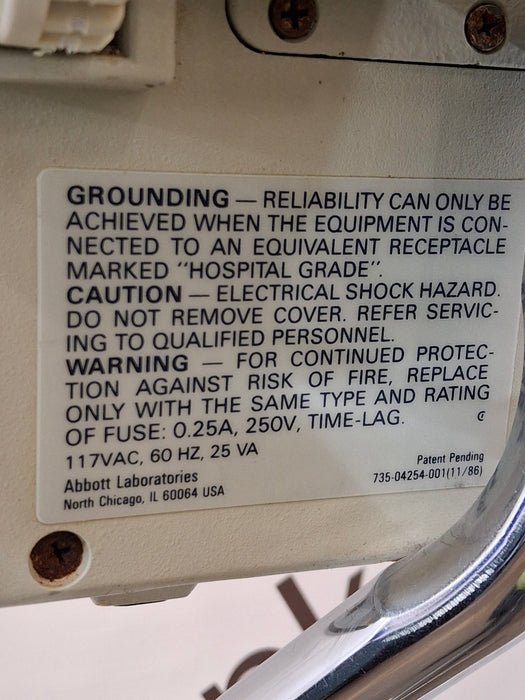 GROUNDING — RELIABILITY CAN ONLY BE
ACHIEVED WHEN THE EQUIPMENT IS CON-
NECTED TO AN EQUIVALENT RECEPTACLE
MARKED "HOSPITAL GRADE".
CAUTION — ELECTRICAL SHOCK HAZARD.
DO NOT REMOVE COVER. REFER SERVIC-
ING TO QUALIFIED PERSONNEL.
WARNING — FOR CONTINUED PROTEC-
TION AGAINST RISK OF FIRE, REPLACE
ONLY WITH THE SAME TYPE AND RATING
OF FUSE: 0.25A, 250V, TIME-LAG.
117VAC, 60 HZ, 25 VA
Abbott Laboratories
North Chicago, IL 60064 USA
Patent Pending
735-04254-001(11/86)